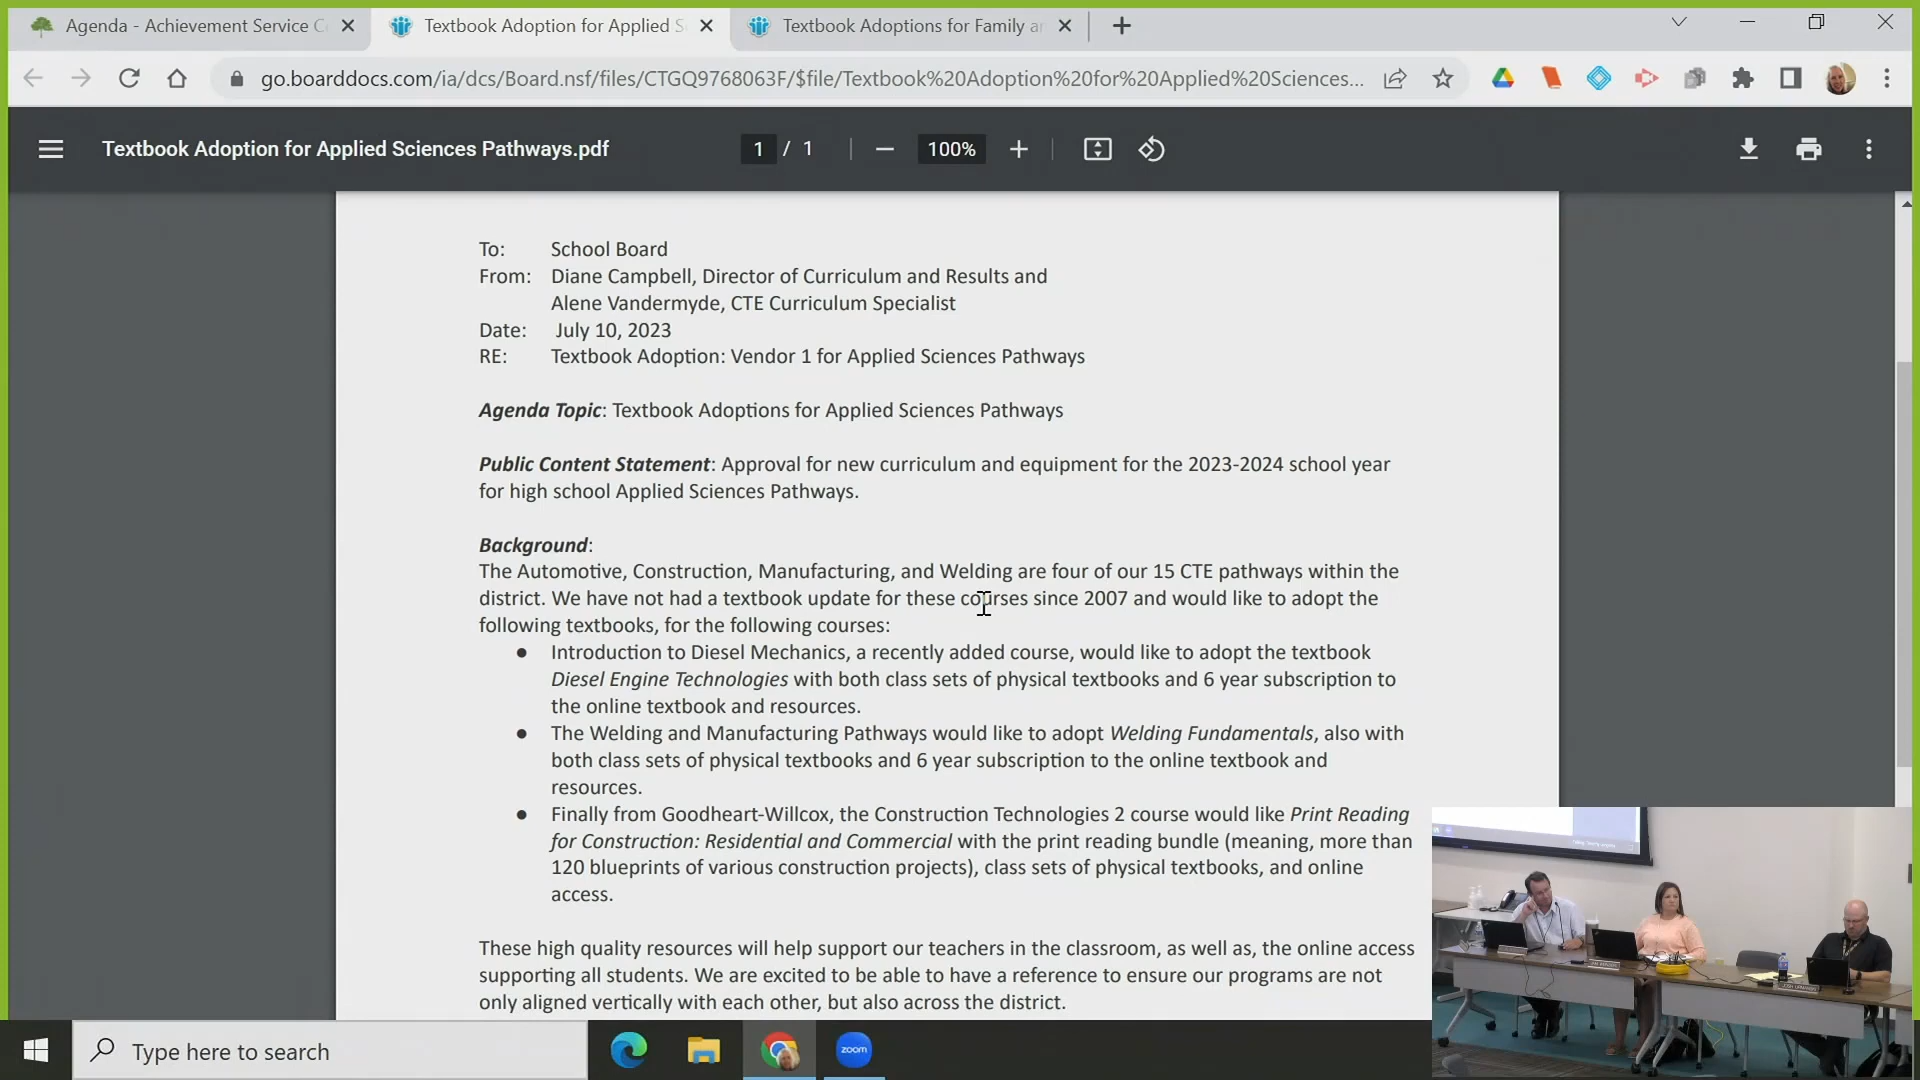 Agenda - Achievement Service C
Textbook Adoption for Applied S
Textbook Adoptions for Family a
go.boarddocs.com/ia/dcs/Board.nsf/files/CTGQ9768063F/$file/Textbook%20Adoption%20for%20Applied%20Sciences...
Textbook Adoption for Applied Sciences Pathways.pdf
1 / 1
100%
To: School Board
From: Diane Campbell, Director of Curriculum and Results and
Alene Vandermyde, CTE Curriculum Specialist
Date: July 10, 2023
RE: Textbook Adoption: Vendor 1 for Applied Sciences Pathways
Agenda Topic: Textbook Adoptions for Applied Sciences Pathways
Public Content Statement: Approval for new curriculum and equipment for the 2023-2024 school year
for high school Applied Sciences Pathways.
Background:
The Automotive, Construction, Manufacturing, and Welding are four of our 15 CTE pathways within the
district. We have not had a textbook update for these courses since 2007 and would like to adopt the
following textbooks, for the following courses:
● Introduction to Diesel Mechanics, a recently added course, would like to adopt the textbook
Diesel Engine Technologies with both class sets of physical textbooks and 6 year subscription to
the online textbook and resources.
● The Welding and Manufacturing Pathways would like to adopt Welding Fundamentals, also with
both class sets of physical textbooks and 6 year subscription to the online textbook and
resources.
● Finally from Goodheart-Willcox, the Construction Technologies 2 course would like Print Reading
for Construction: Residential and Commercial with the print reading bundle (meaning, more than
120 blueprints of various construction projects), class sets of physical textbooks, and online
access.
These high quality resources will help support our teachers in the classroom, as well as, the online access
supporting all students. We are excited to be able to have a reference to ensure our programs are not
only aligned vertically with each other, but also across the district.
Type here to search
zoom